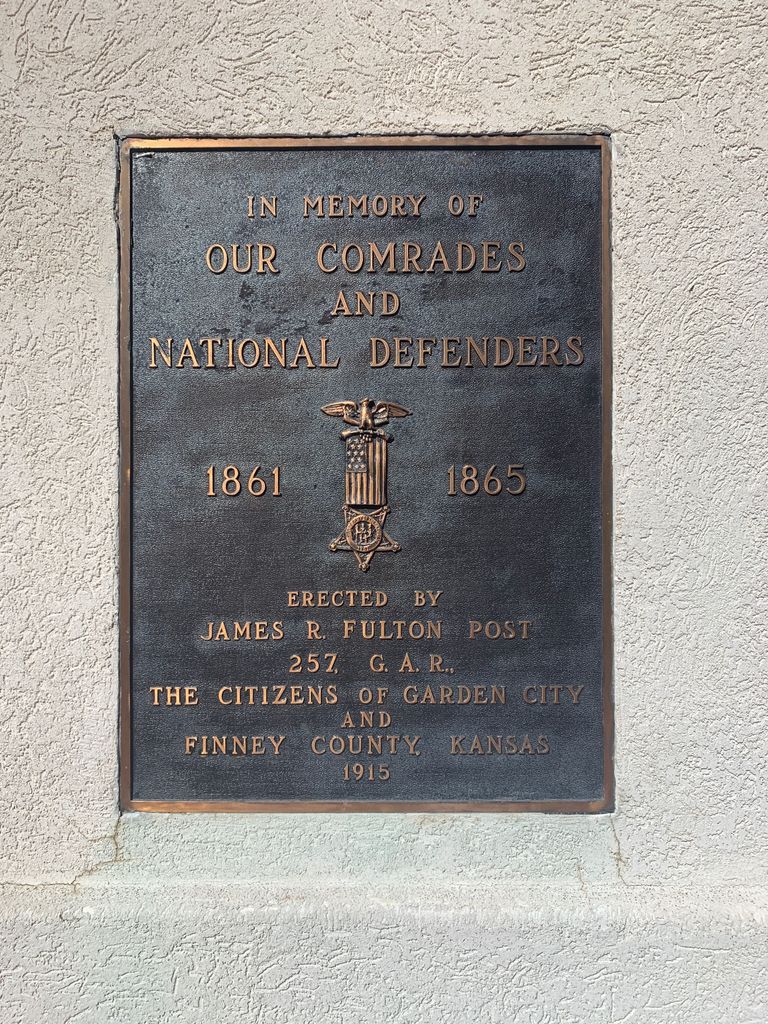 IN MEMORY OF
OUR COMRADES
AND
NATIONAL DEFENDERS
1861 1865
ERECTED BY
JAMES R. FULTON POST
257, G. A. R.,
THE CITIZENS OF GARDEN CITY
AND
FINNEY COUNTY, KANSAS
1915